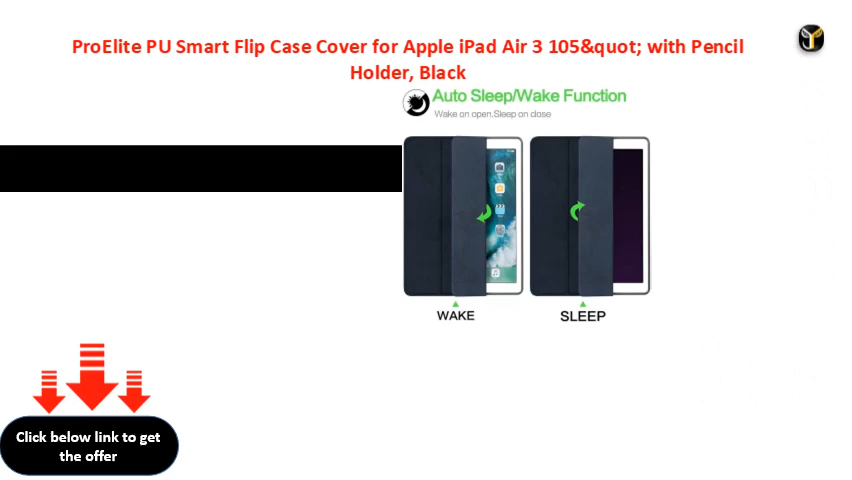 ProElite PU Smart Flip Case Cover for Apple iPad Air 3 105&quot; with Pencil
Holder, Black
Auto Sleep/Wake Function
Wake on open.Sleep on close
WAKE
SLEEP
Click below link to get
the offer